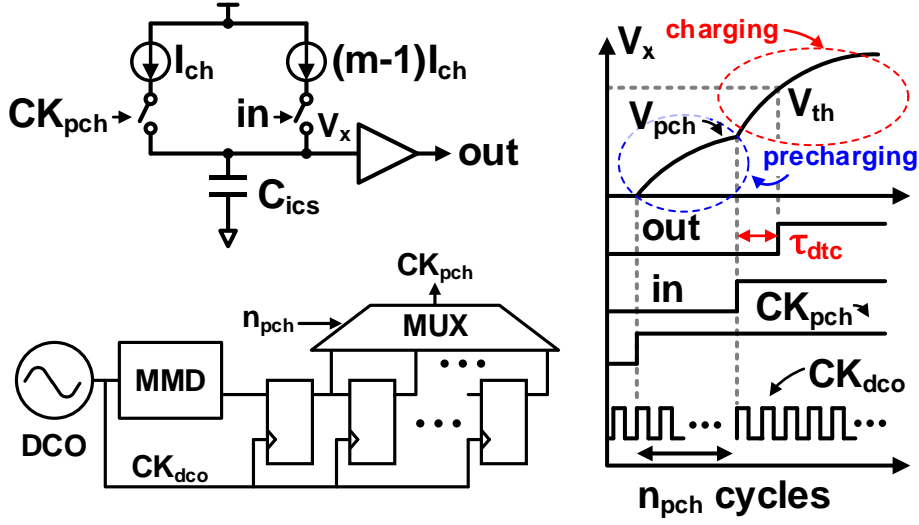 I_ch
(m-1)I_ch
CK_pch
in
V_x
out
C_ics
CK_pch
n_pch
MUX
MMD
DCO
CK_dco
V_x
charging
V_th
V_pch
precharging
out
τ_dtc
in
CK_pch
CK_dco
n_pch cycles